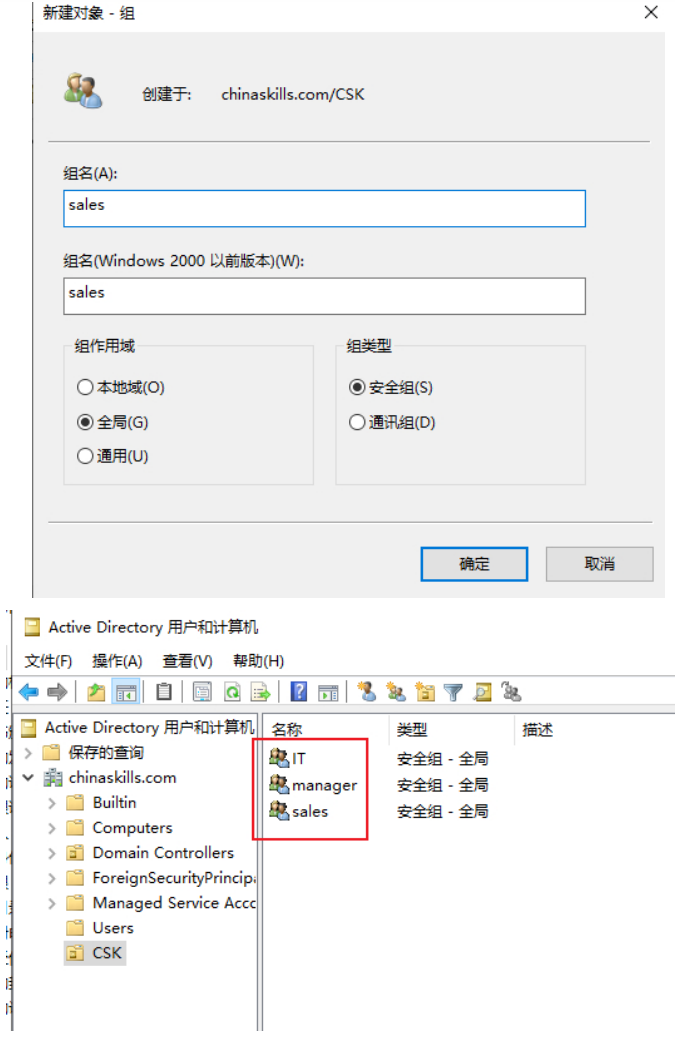 新建对象 - 组
创建于: chinaskills.com/CSK
组名(A):
sales
组名(Windows 2000 以前版本)(W):
sales
组作用域
组类型
本地域(O)
安全组(S)
全局(G)
通讯组(D)
通用(U)
确定
取消
Active Directory 用户和计算机
文件(F) 操作(A) 查看(V) 帮助(H)
Active Directory 用户和计算机
名称 类型 描述
保存的查询
IT 安全组 - 全局
chinaskills.com
manager 安全组 - 全局
Builtin
sales 安全组 - 全局
Computers
Domain Controllers
ForeignSecurityPrincipa
Managed Service Acco
Users
CSK